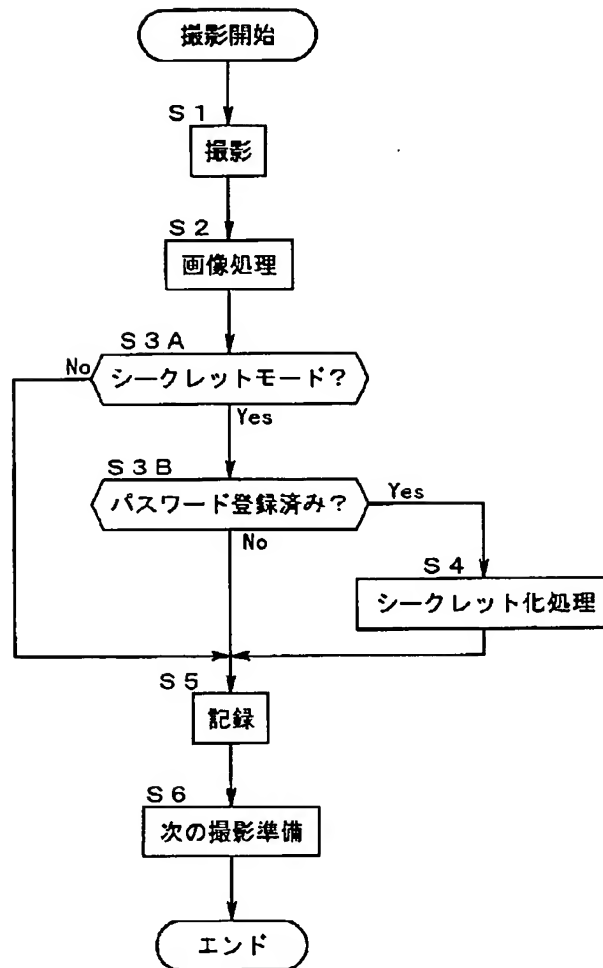 撮影開始
S1
撮影
S2
画像処理
S3A
No
シークレットモード?
Yes
S3B
パスワード登録済み?
Yes
No
S4
シークレット化処理
S5
記録
S6
次の撮影準備
エンド